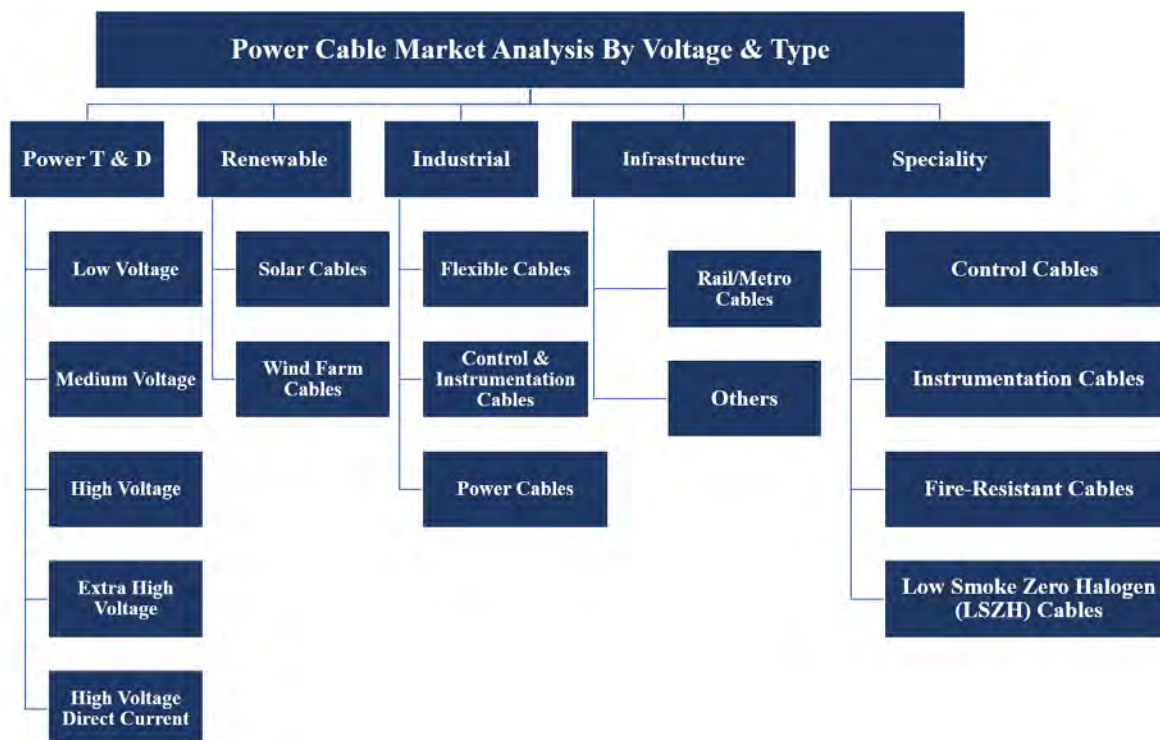 Power Cable Market Analysis By Voltage & Type
Power T & D
Renewable
Industrial
Infrastructure
Speciality
Low Voltage
Medium Voltage
High Voltage
Extra High
Voltage
High Voltage
Direct Current
Solar Cables
Wind Farm
Cables
Flexible Cables
Control &
Instrumentation
Cables
Power Cables
Rail/Metro
Cables
Others
Control Cables
Instrumentation Cables
Fire-Resistant Cables
Low Smoke Zero Halogen
(LSZH) Cables